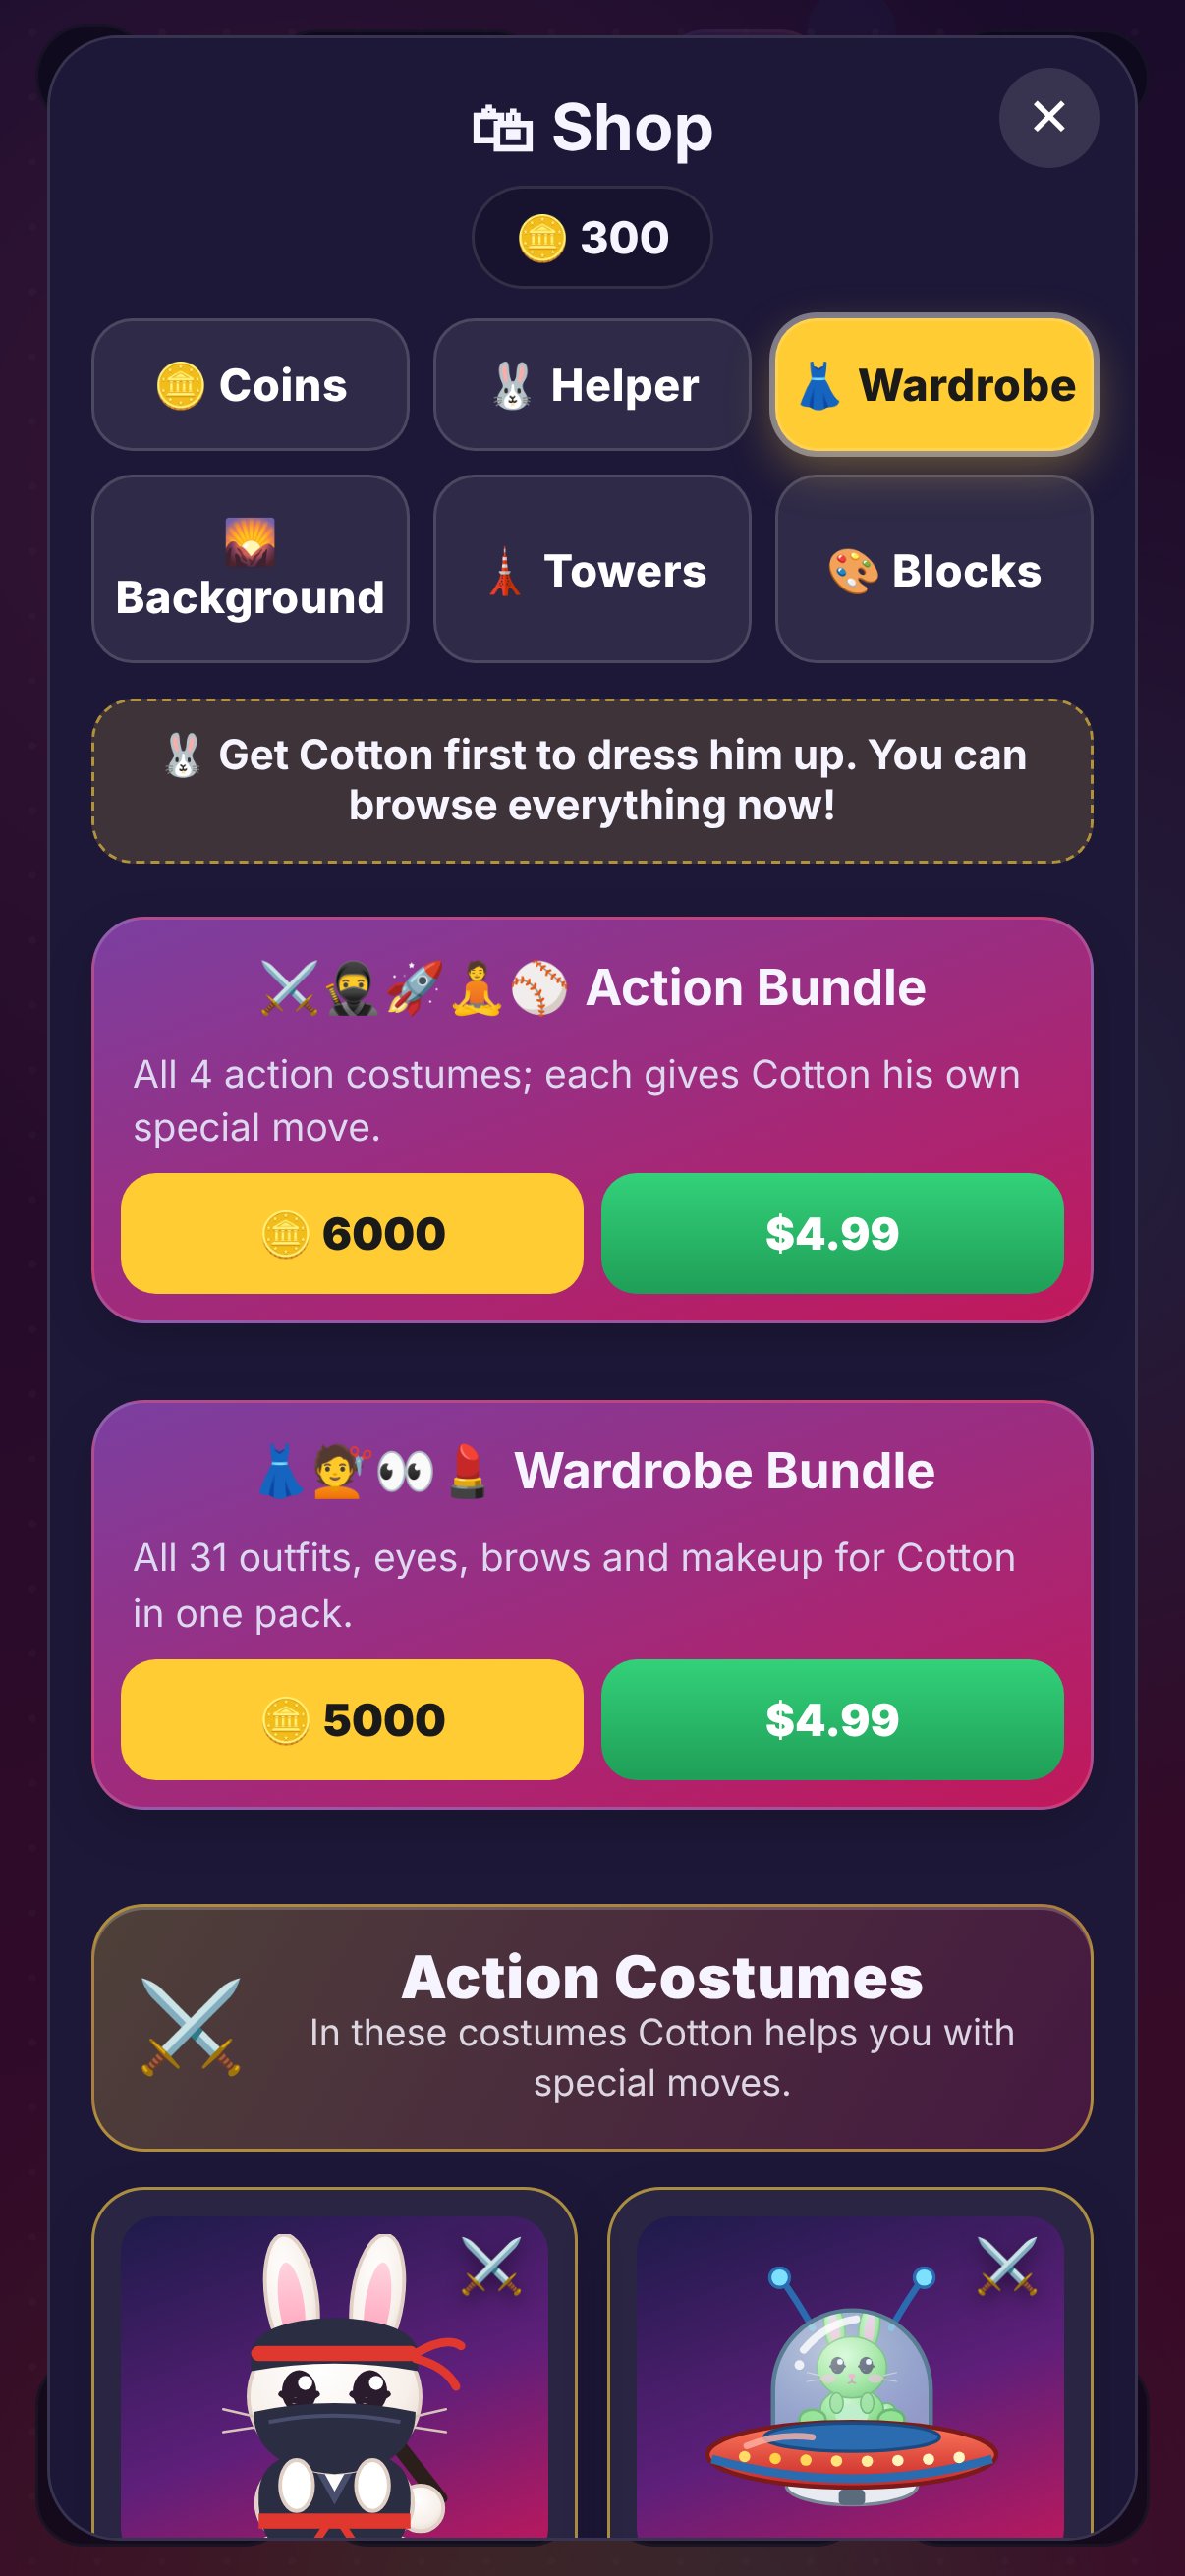 🛍 Shop
🪙 300
🪙 Coins
🐰 Helper
👗 Wardrobe
🌄 Background
🗼 Towers
🎨 Blocks
🐰 Get Cotton first to dress him up. You can
browse everything now!
⚔️🥷🚀🧘⚾ Action Bundle
All 4 action costumes; each gives Cotton his own
special move.
🪙 6000
$4.99
👗💇👀💄 Wardrobe Bundle
All 31 outfits, eyes, brows and makeup for Cotton
in one pack.
🪙 5000
$4.99
Action Costumes
In these costumes Cotton helps you with
special moves.